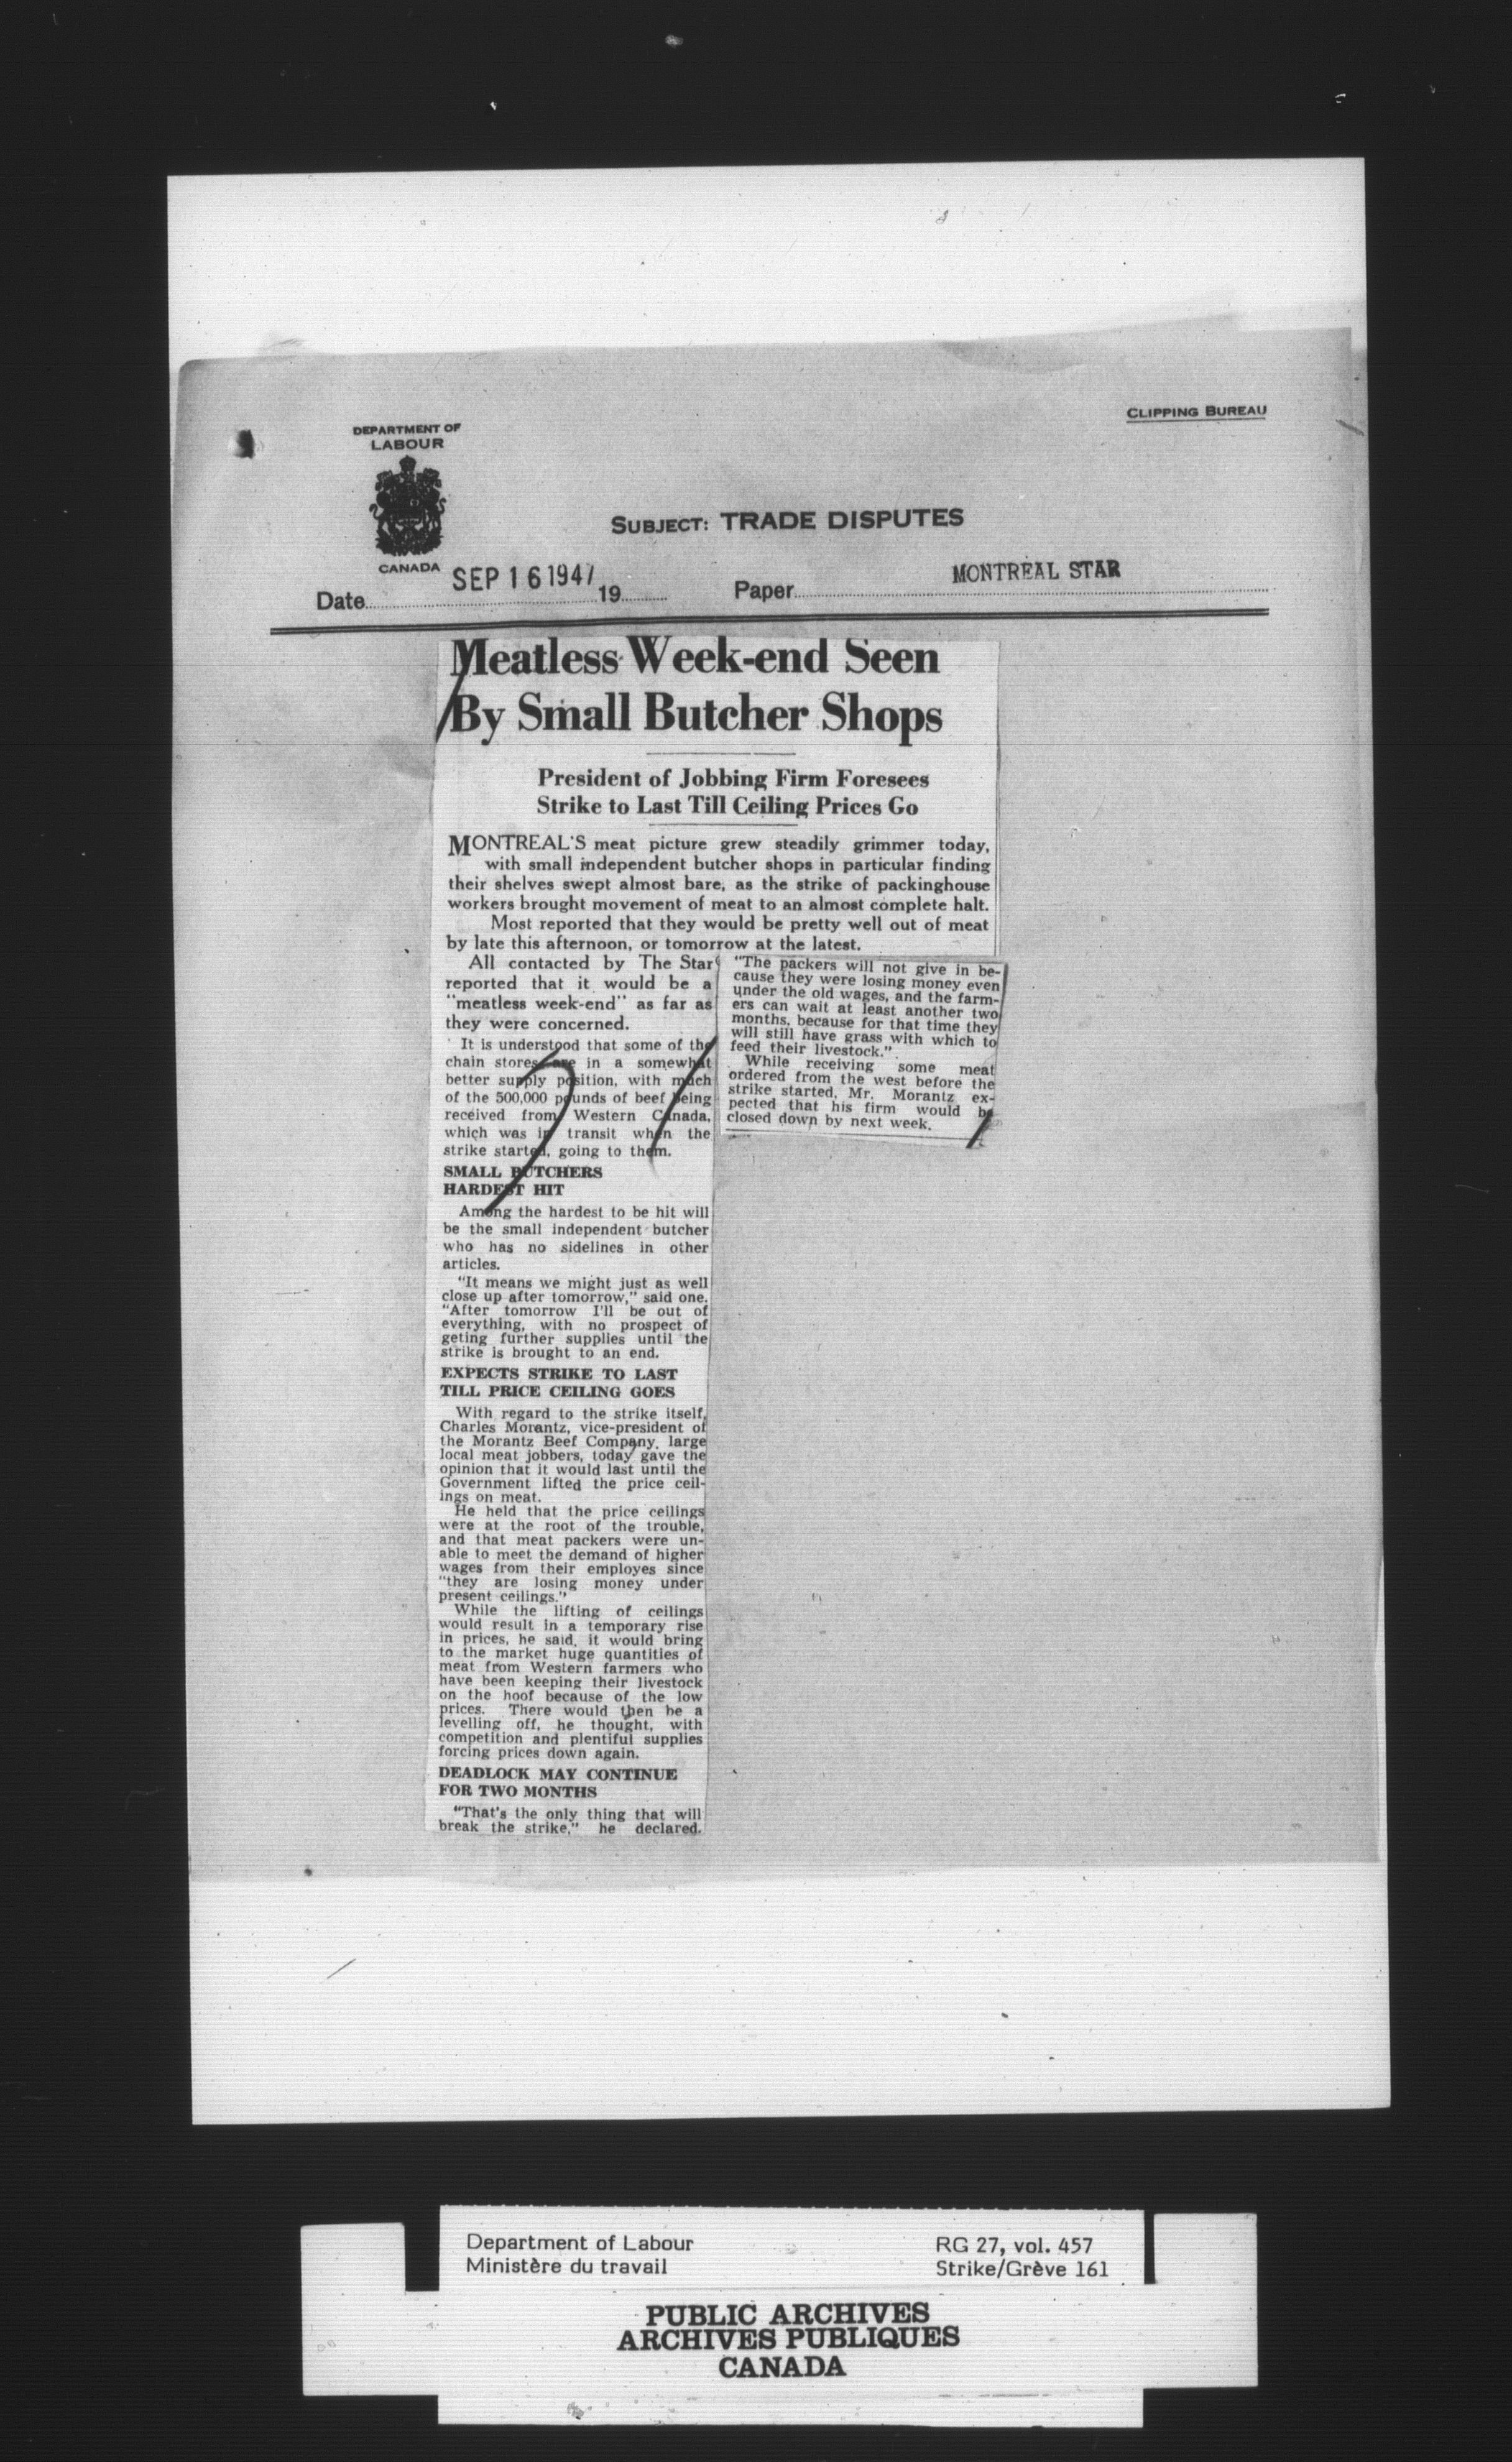 CLIPPING BUREAU
DEPARTMENT OF
LABOUR
CANADA
SUBJECT: TRADE DISPUTES
Date SEP 16 1947 19 Paper MONTREAL STAR
Meatless Week-end Seen
By Small Butcher Shops
President of Jobbing Firm Foresees
Strike to Last Till Ceiling Prices Go
MONTREAL'S meat picture grew steadily grimmer today,
with small independent butcher shops in particular finding
their shelves swept almost bare, as the strike of packinghouse
workers brought movement of meat to an almost complete halt.
Most reported that they would be pretty well out of meat
by late this afternoon, or tomorrow at the latest.
All contacted by The Star
reported that it would be a
"meatless week-end" as far as
they were concerned.
It is understood that some of the
chain stores are in a somewhat
better supply position, with much
of the 500,000 pounds of beef being
received from Western Canada,
which was in transit when the
strike started, going to them.
SMALL BUTCHERS
HARDEST HIT
Among the hardest to be hit will
be the small independent butcher
who has no sidelines in other
articles.
"It means we might just as well
close up after tomorrow," said one.
"After tomorrow I'll be out of
everything, with no prospect of
geting further supplies until the
strike is brought to an end.
EXPECTS STRIKE TO LAST
TILL PRICE CEILING GOES
With regard to the strike itself,
Charles Morantz, vice-president of
the Morantz Beef Company, large
local meat jobbers, today gave the
opinion that it would last until the
Government lifted the price ceil-
ings on meat.
He held that the price ceilings
were at the root of the trouble,
and that meat packers were un-
able to meet the demand of higher
wages from their employes since
"they are losing money under
present ceilings."
While the lifting of ceilings
would result in a temporary rise
in prices, he said, it would bring
to the market huge quantities of
meat from Western farmers who
have been keeping their livestock
on the hoof because of the low
prices. There would then be a
levelling off, he thought, with
competition and plentiful supplies
forcing prices down again.
DEADLOCK MAY CONTINUE
FOR TWO MONTHS
"That's the only thing that will
break the strike," he declared.
"The packers will not give in be-
cause they were losing money even
under the old wages, and the farm-
ers can wait at least another two
months, because for that time they
will still have grass with which to
feed their livestock."
While receiving some meat
ordered from the west before the
strike started, Mr. Morantz ex-
pected that his firm would be
closed down by next week.
Department of Labour
Ministère du travail
RG 27, vol. 457
Strike/Grève 161
PUBLIC ARCHIVES
ARCHIVES PUBLIQUES
CANADA